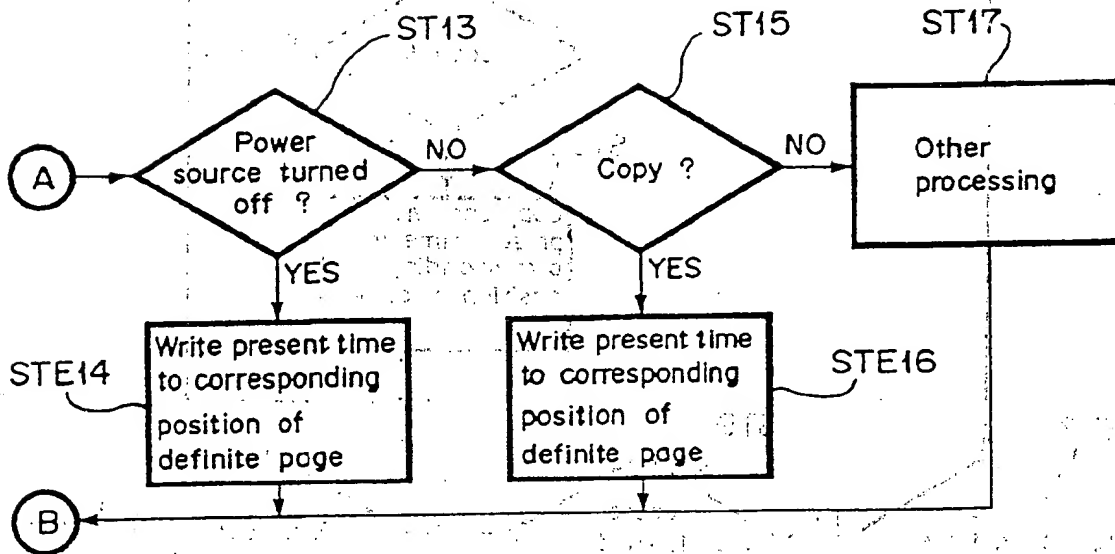 ST13
ST15
ST17
A
Power
source turned
off ?
NO
Copy ?
NO
Other
processing
YES
YES
STE14
Write present time
to corresponding
position of
definite page
Write present time
to corresponding
position of
definite page
STE16
B